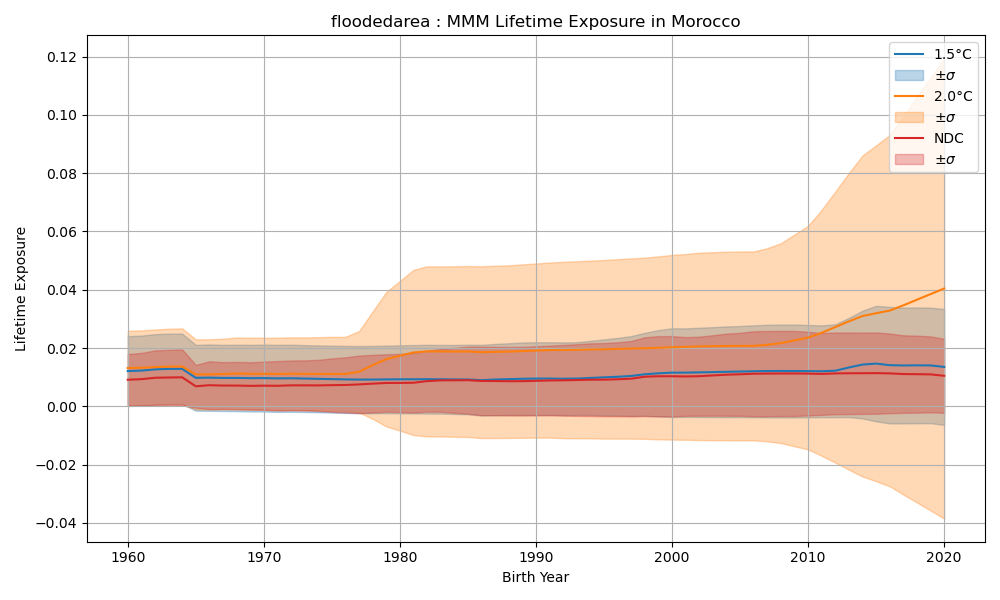 floodedarea : MMM Lifetime Exposure in Morocco
1.5°C
±σ
2.0°C
±σ
NDC
±σ
0.12
0.10
0.08
0.06
0.04
0.02
0.00
−0.02
−0.04
Lifetime Exposure
1960 1970 1980 1990 2000 2010 2020
Birth Year